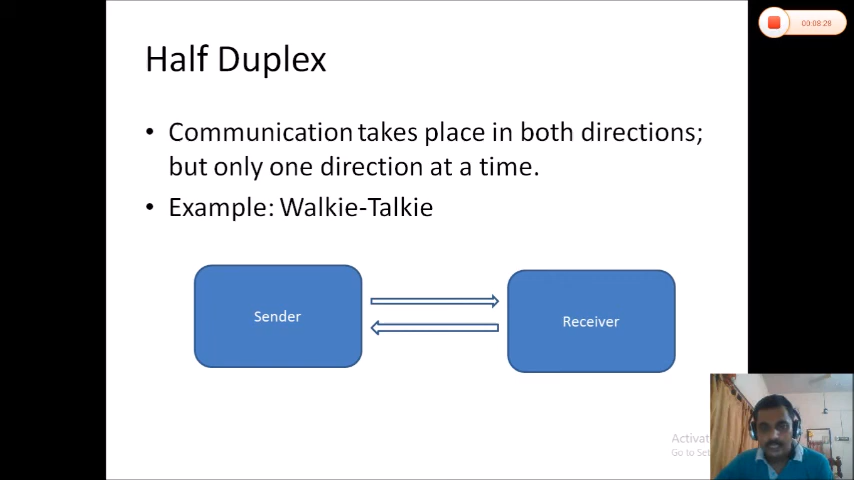 00:08:28
Half Duplex
• Communication takes place in both directions;
but only one direction at a time.
• Example: Walkie-Talkie
Sender
Receiver
Activat
Go to Set